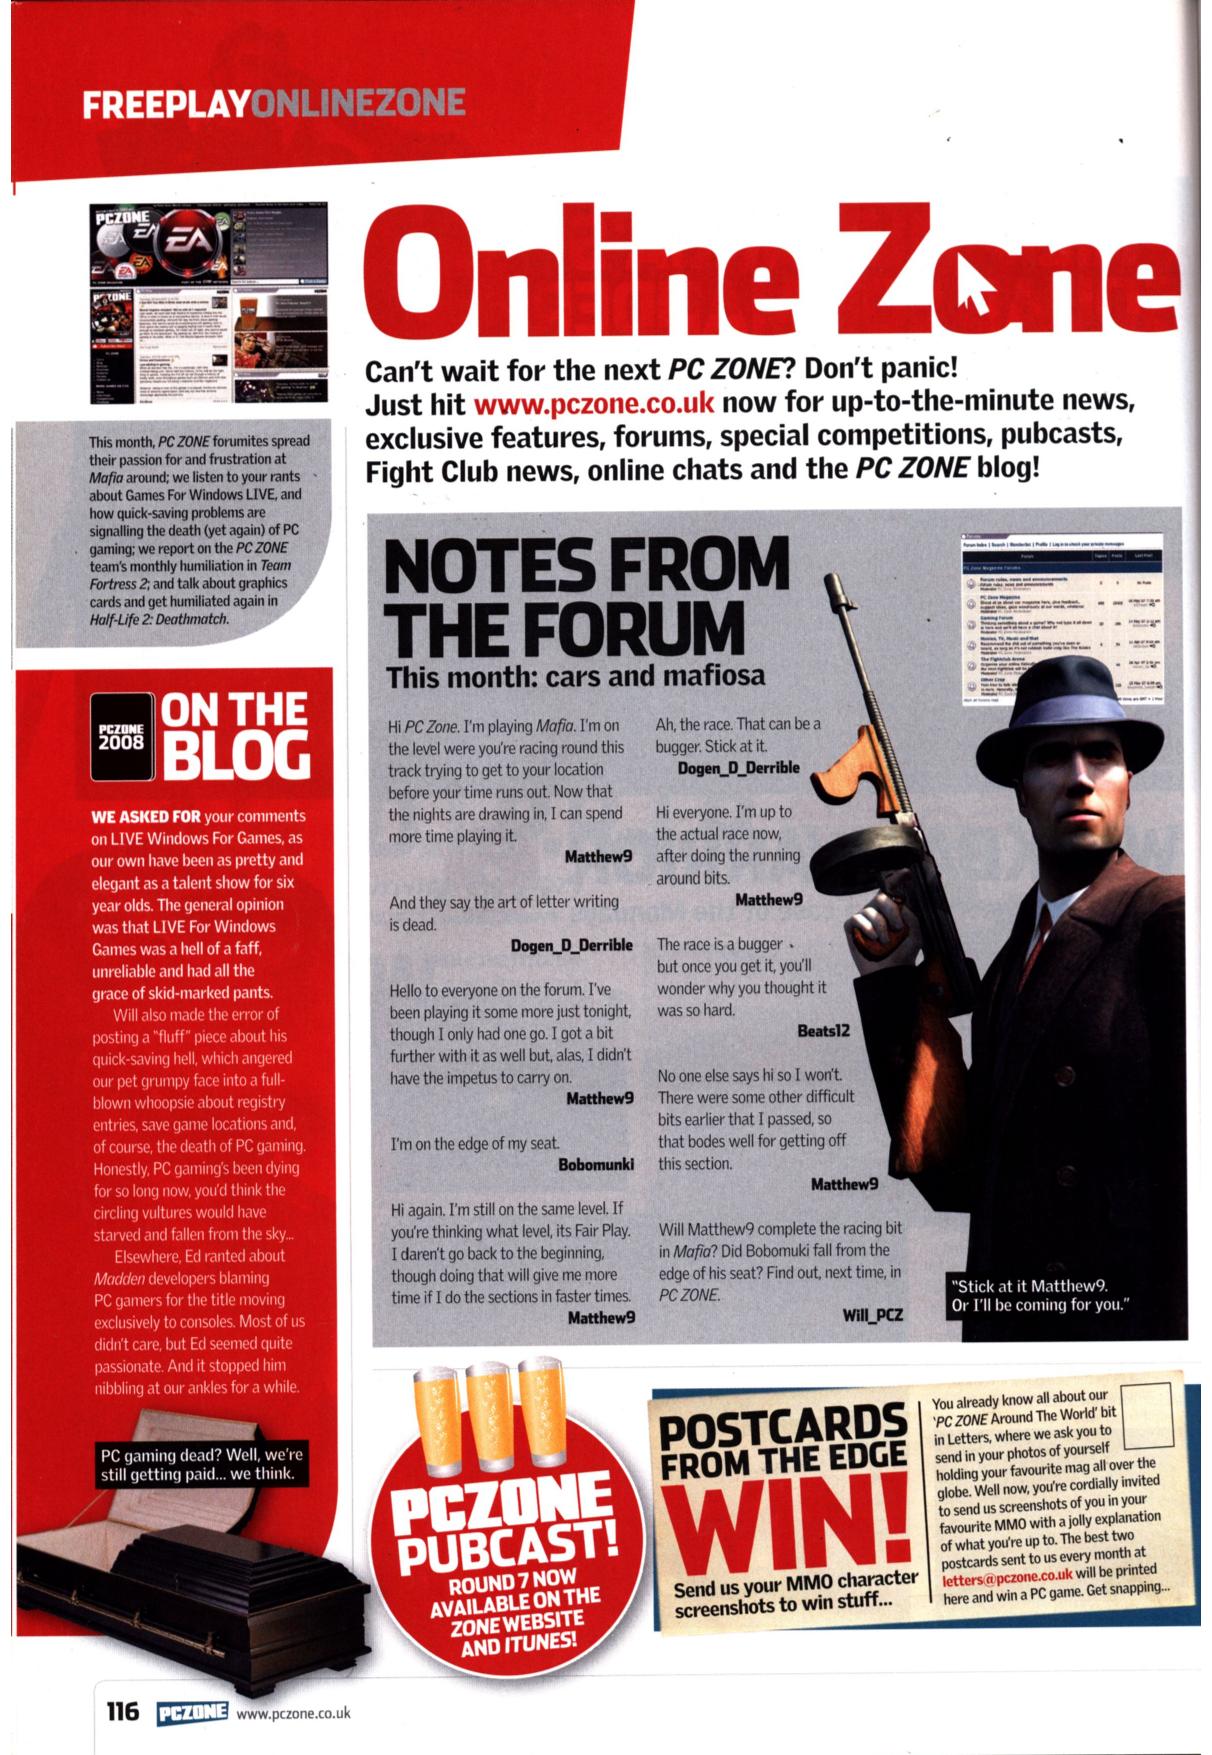 FREEPLAYONLINEZONE
PCZONE
EA
This month, PC ZONE forumites spread
their passion for and frustration at
Mafia around; we listen to your rants
about Games For Windows LIVE, and
how quick-saving problems are
signalling the death (yet again) of PC
gaming; we report on the PC ZONE
team's monthly humiliation in Team
Fortress 2; and talk about graphics
cards and get humiliated again in
Half-Life 2: Deathmatch.
Online Zone
Can't wait for the next PC ZONE? Don't panic!
Just hit www.pczone.co.uk now for up-to-the-minute news,
exclusive features, forums, special competitions, pubcasts,
Fight Club news, online chats and the PC ZONE blog!
PCZONE
2008
ON THE
BLOG
WE ASKED FOR your comments
on LIVE Windows For Games, as
our own have been as pretty and
elegant as a talent show for six
year olds. The general opinion
was that LIVE For Windows
Games was a hell of a faff,
unreliable and had all the
grace of skid-marked pants.
Will also made the error of
posting a "fluff" piece about his
quick-saving hell, which angered
our pet grumpy face into a full-
blown whoopsie about registry
entries, save game locations and,
of course, the death of PC gaming.
Honestly, PC gaming's been dying
for so long now, you'd think the
circling vultures would have
starved and fallen from the sky...
Elsewhere, Ed ranted about
Madden developers blaming
PC gamers for the title moving
exclusively to consoles. Most of us
didn't care, but Ed seemed quite
passionate. And it stopped him
nibbling at our ankles for a while.
PC gaming dead? Well, we're
still getting paid... we think.
NOTES FROM
THE FORUM
This month: cars and mafiosa
Hi PC Zone. I'm playing Mafia. I'm on
the level were you're racing round this
track trying to get to your location
before your time runs out. Now that
the nights are drawing in, I can spend
more time playing it.
Matthew9
And they say the art of letter writing
is dead.
Dogen_D_Derrible
Hello to everyone on the forum. I've
been playing it some more just tonight,
though I only had one go. I got a bit
further with it as well but, alas, I didn't
have the impetus to carry on.
Matthew9
I'm on the edge of my seat.
Bobomunki
Hi again. I'm still on the same level. If
you're thinking what level, its Fair Play.
I daren't go back to the beginning,
though doing that will give me more
time if I do the sections in faster times.
Matthew9
Ah, the race. That can be a
bugger. Stick at it.
Dogen_D_Derrible
Hi everyone. I'm up to
the actual race now,
after doing the running
around bits.
Matthew9
The race is a bugger
but once you get it, you'll
wonder why you thought it
was so hard.
Beats12
No one else says hi so I won't.
There were some other difficult
bits earlier that I passed, so
that bodes well for getting off
this section.
Matthew9
Will Matthew9 complete the racing bit
in Mafia? Did Bobomuki fall from the
edge of his seat? Find out, next time, in
PC ZONE.
Will_PCZ
"Stick at it Matthew9.
Or I'll be coming for you."
PCZONE
PUBCAST!
ROUND 7 NOW
AVAILABLE ON THE
ZONE WEBSITE
AND ITUNES!
POSTCARDS
FROM THE EDGE
WIN!
Send us your MMO character
screenshots to win stuff...
You already know all about our
'PC ZONE Around The World' bit
in Letters, where we ask you to
send in your photos of yourself
holding your favourite mag all over the
globe. Well now, you're cordially invited
to send us screenshots of you in your
favourite MMO with a jolly explanation
of what you're up to. The best two
postcards sent to us every month at
letters@pczone.co.uk will be printed
here and win a PC game. Get snapping...
116 PCZONE www.pczone.co.uk